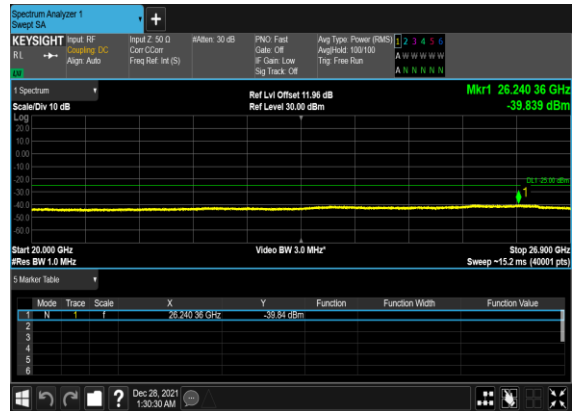 Spectrum Analyzer 1
Swept SA
+
KEYSIGHT Input: RF Input Z: 50 Ω #Atten: 30 dB PNO: Fast Avg Type: Power (RMS) 1 2 3 4 5 6
RL Coupling: DC Corr CCorr Gate: Off Avg|Hold: 100/100 A W W W W W
Align: Auto Freq Ref: Int (S) IF Gain: Low Trig: Free Run
Sig Track: Off A N N N N N
1 Spectrum Ref Lvl Offset 11.96 dB Mkr1 26.240 36 GHz
Scale/Div 10 dB Ref Level 30.00 dBm -39.839 dBm
Log
20.0
10.0
0.00
-10.0
-20.0
DL1 -25.00 dBm
-30.0
1
-40.0
-50.0
-60.0
Start 20.000 GHz Video BW 3.0 MHz* Stop 26.900 GHz
#Res BW 1.0 MHz Sweep ~15.2 ms (40001 pts)
5 Marker Table
Mode Trace Scale X Y Function Function Width Function Value
1 N 1 f 26.240 36 GHz -39.84 dBm
2
3
4
5
6
? Dec 28, 2021
1:30:30 AM